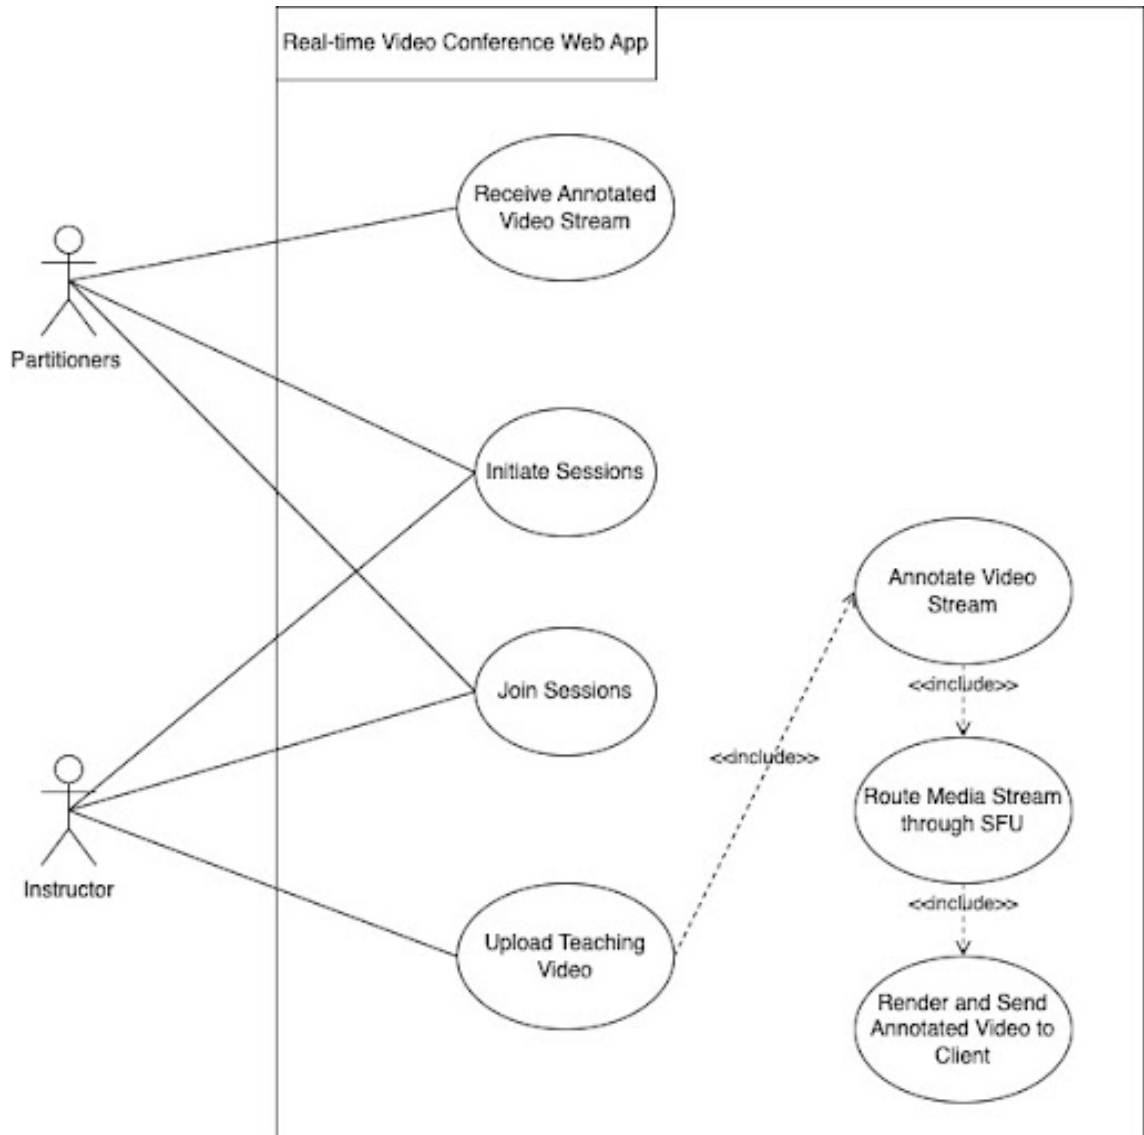 Real-time Video Conference Web App
Receive Annotated
Video Stream
Partitioners
Initiate Sessions
Annotate Video
Stream
<<include>>
Join Sessions
<<include>>
Route Media Stream
through SFU
Instructor
<<include>>
Upload Teaching
Video
Render and Send
Annotated Video to
Client